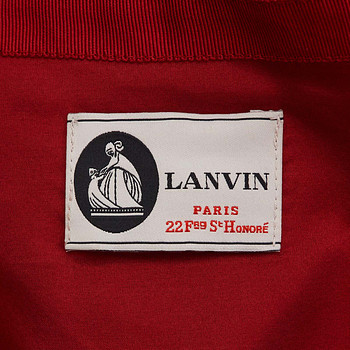 LANVIN
PARIS
22 Fbg St Honoré